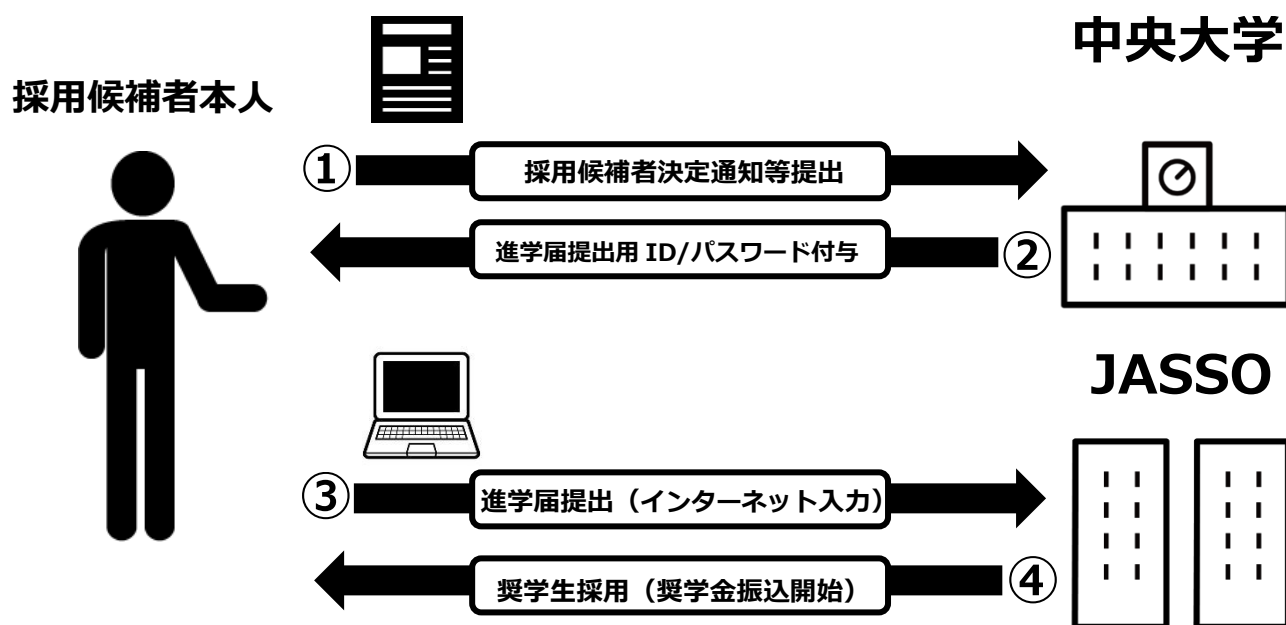 中央大学
採用候補者本人
① 採用候補者決定通知等提出
進学届提出用 ID/パスワード付与 ②
JASSO
③ 進学届提出（インターネット入力）
奨学生採用（奨学金振込開始） ④